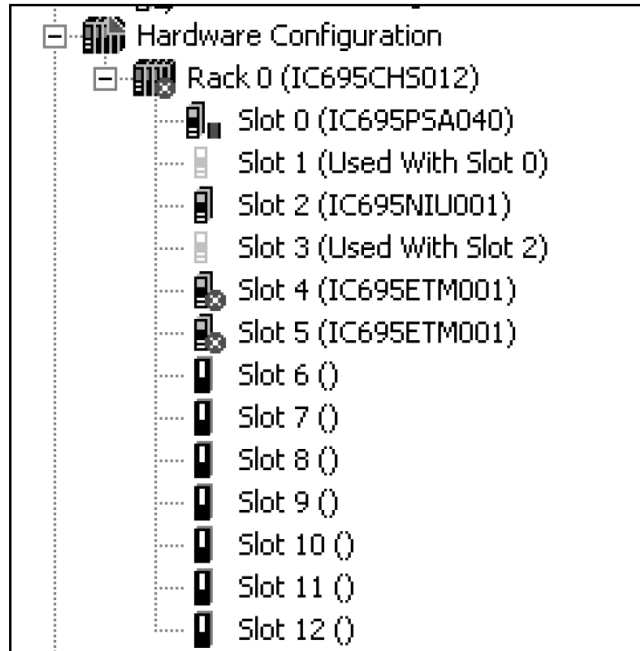 Hardware Configuration
Rack 0 (IC695CHS012)
Slot 0 (IC695PSA040)
Slot 1 (Used With Slot 0)
Slot 2 (IC695NIU001)
Slot 3 (Used With Slot 2)
Slot 4 (IC695ETM001)
Slot 5 (IC695ETM001)
Slot 6 ()
Slot 7 ()
Slot 8 ()
Slot 9 ()
Slot 10 ()
Slot 11 ()
Slot 12 ()